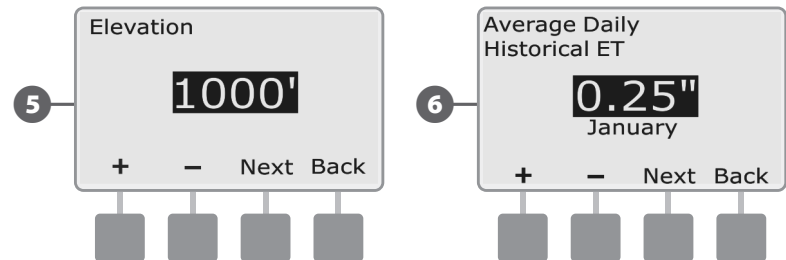 Elevation
5
1000'
+ – Next Back
Average Daily
Historical ET
6
0.25"
January
+ – Next Back